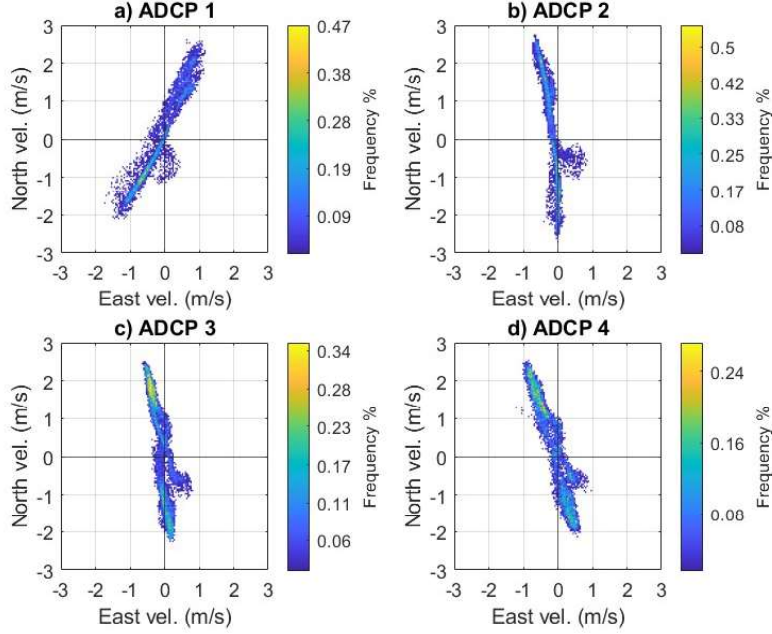 a) ADCP 1
North vel. (m/s)
3
2
1
0
-1
-2
-3
-3 -2 -1 0 1 2 3
East vel. (m/s)
0.47
0.38
0.28
0.19
0.09
Frequency %
b) ADCP 2
North vel. (m/s)
3
2
1
0
-1
-2
-3
-3 -2 -1 0 1 2 3
East vel. (m/s)
0.5
0.42
0.33
0.25
0.17
0.08
Frequency %
c) ADCP 3
North vel. (m/s)
3
2
1
0
-1
-2
-3
-3 -2 -1 0 1 2 3
East vel. (m/s)
0.34
0.28
0.23
0.17
0.11
0.06
Frequency %
d) ADCP 4
North vel. (m/s)
3
2
1
0
-1
-2
-3
-3 -2 -1 0 1 2 3
East vel. (m/s)
0.24
0.16
0.08
Frequency %